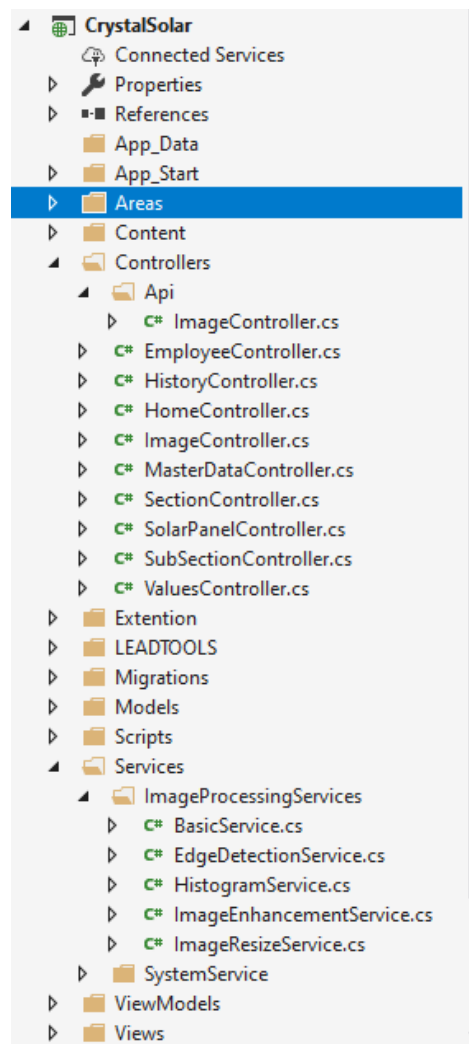 CrystalSolar
Connected Services
Properties
References
App_Data
App_Start
Areas
Content
Controllers
Api
C# ImageController.cs
C# EmployeeController.cs
C# HistoryController.cs
C# HomeController.cs
C# ImageController.cs
C# MasterDataController.cs
C# SectionController.cs
C# SolarPanelController.cs
C# SubSectionController.cs
C# ValuesController.cs
Extention
LEADTOOLS
Migrations
Models
Scripts
Services
ImageProcessingServices
C# BasicService.cs
C# EdgeDetectionService.cs
C# HistogramService.cs
C# ImageEnhancementService.cs
C# ImageResizeService.cs
SystemService
ViewModels
Views